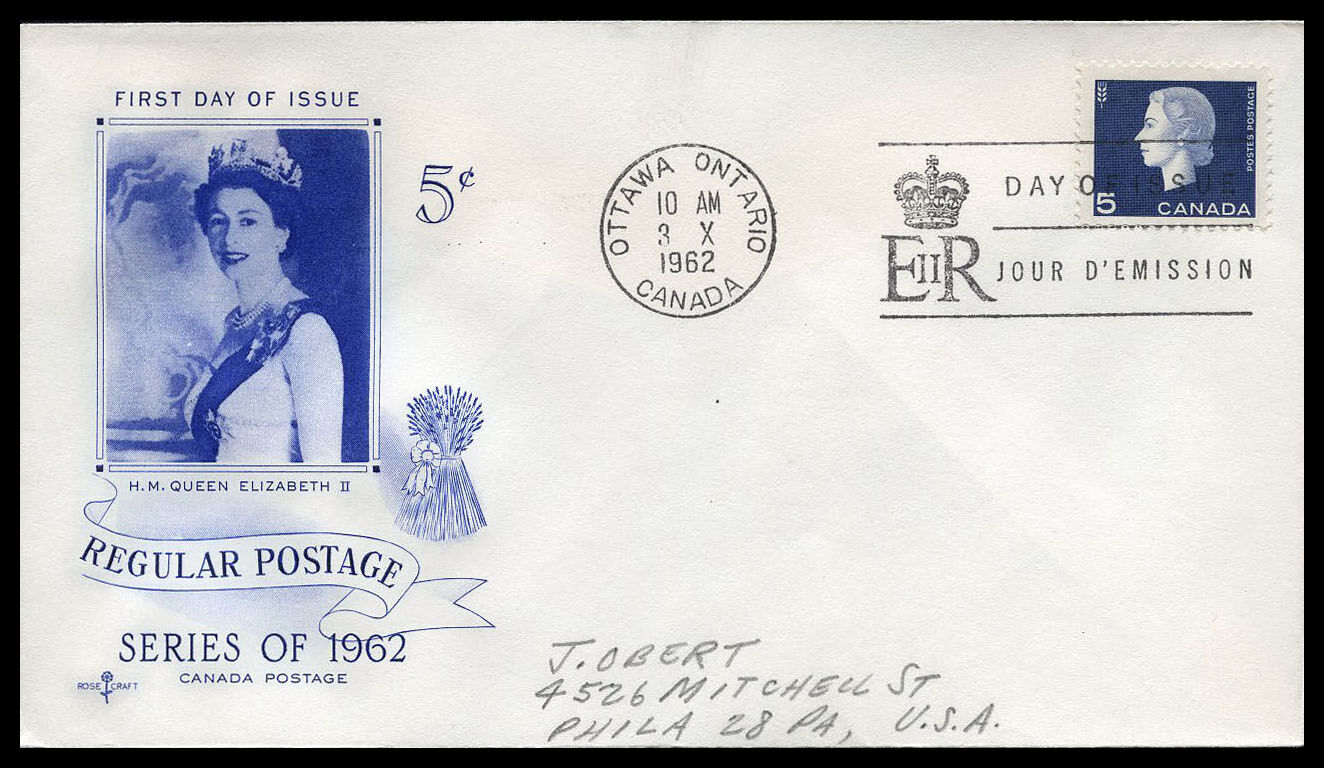 FIRST DAY OF ISSUE
5¢
H.M. QUEEN ELIZABETH II
REGULAR POSTAGE
SERIES OF 1962
CANADA POSTAGE
ROSE CRAFT
OTTAWA ONTARIO
10 AM
3 X
1962
CANADA
DAY OF ISSUE
EIIR
JOUR D'EMISSION
POSTES POSTAGE
5
CANADA
J. OBERT
4526 MITCHELL ST
PHILA 28 PA, U.S.A.